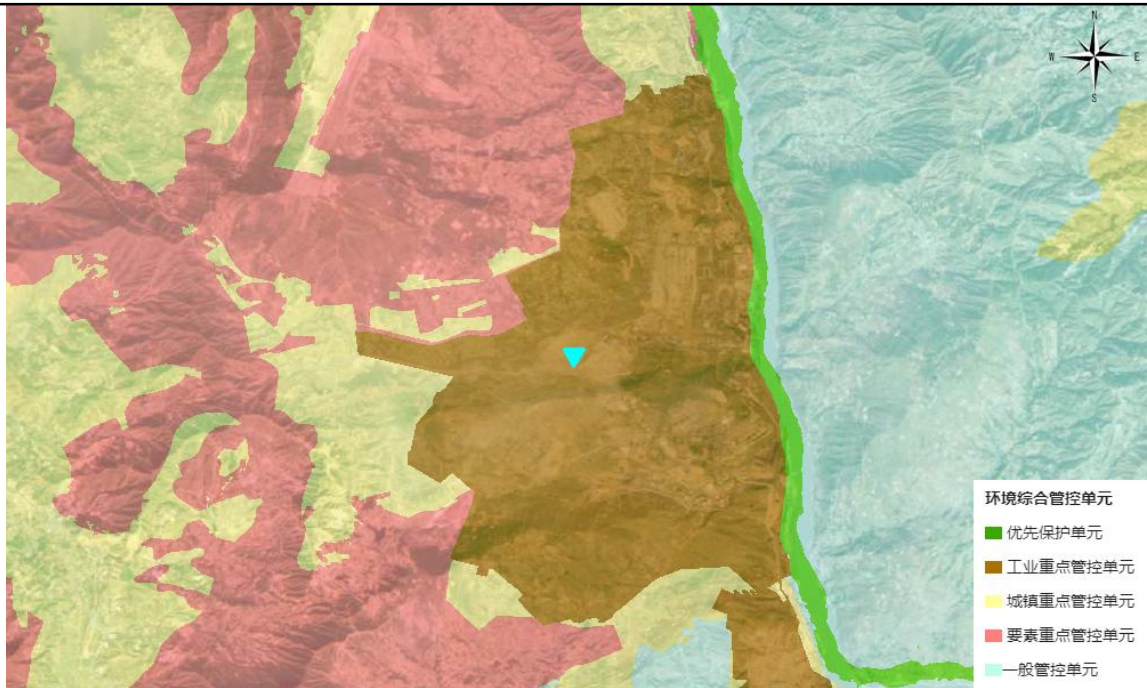 N
W
E
S
环境综合管控单元
优先保护单元
工业重点管控单元
城镇重点管控单元
要素重点管控单元
一般管控单元